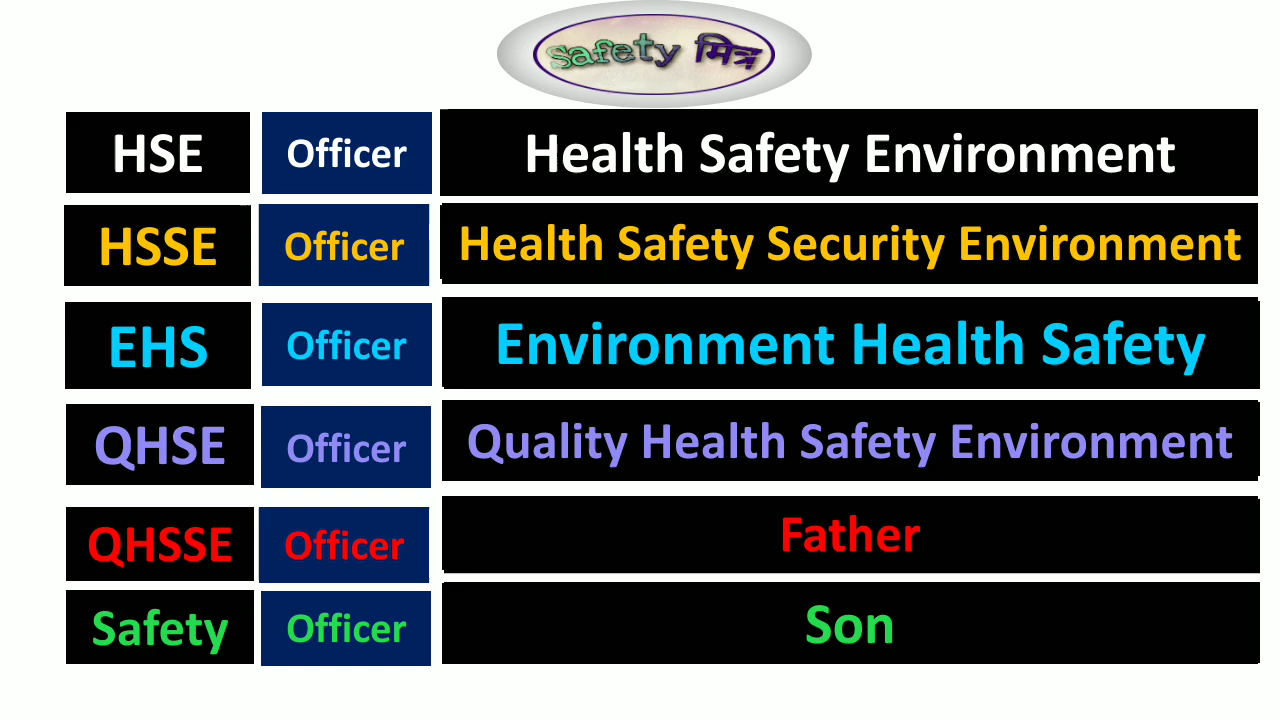 Safety मित्र
HSE Officer Health Safety Environment
HSSE Officer Health Safety Security Environment
EHS Officer Environment Health Safety
QHSE Officer Quality Health Safety Environment
QHSSE Officer Father
Safety Officer Son